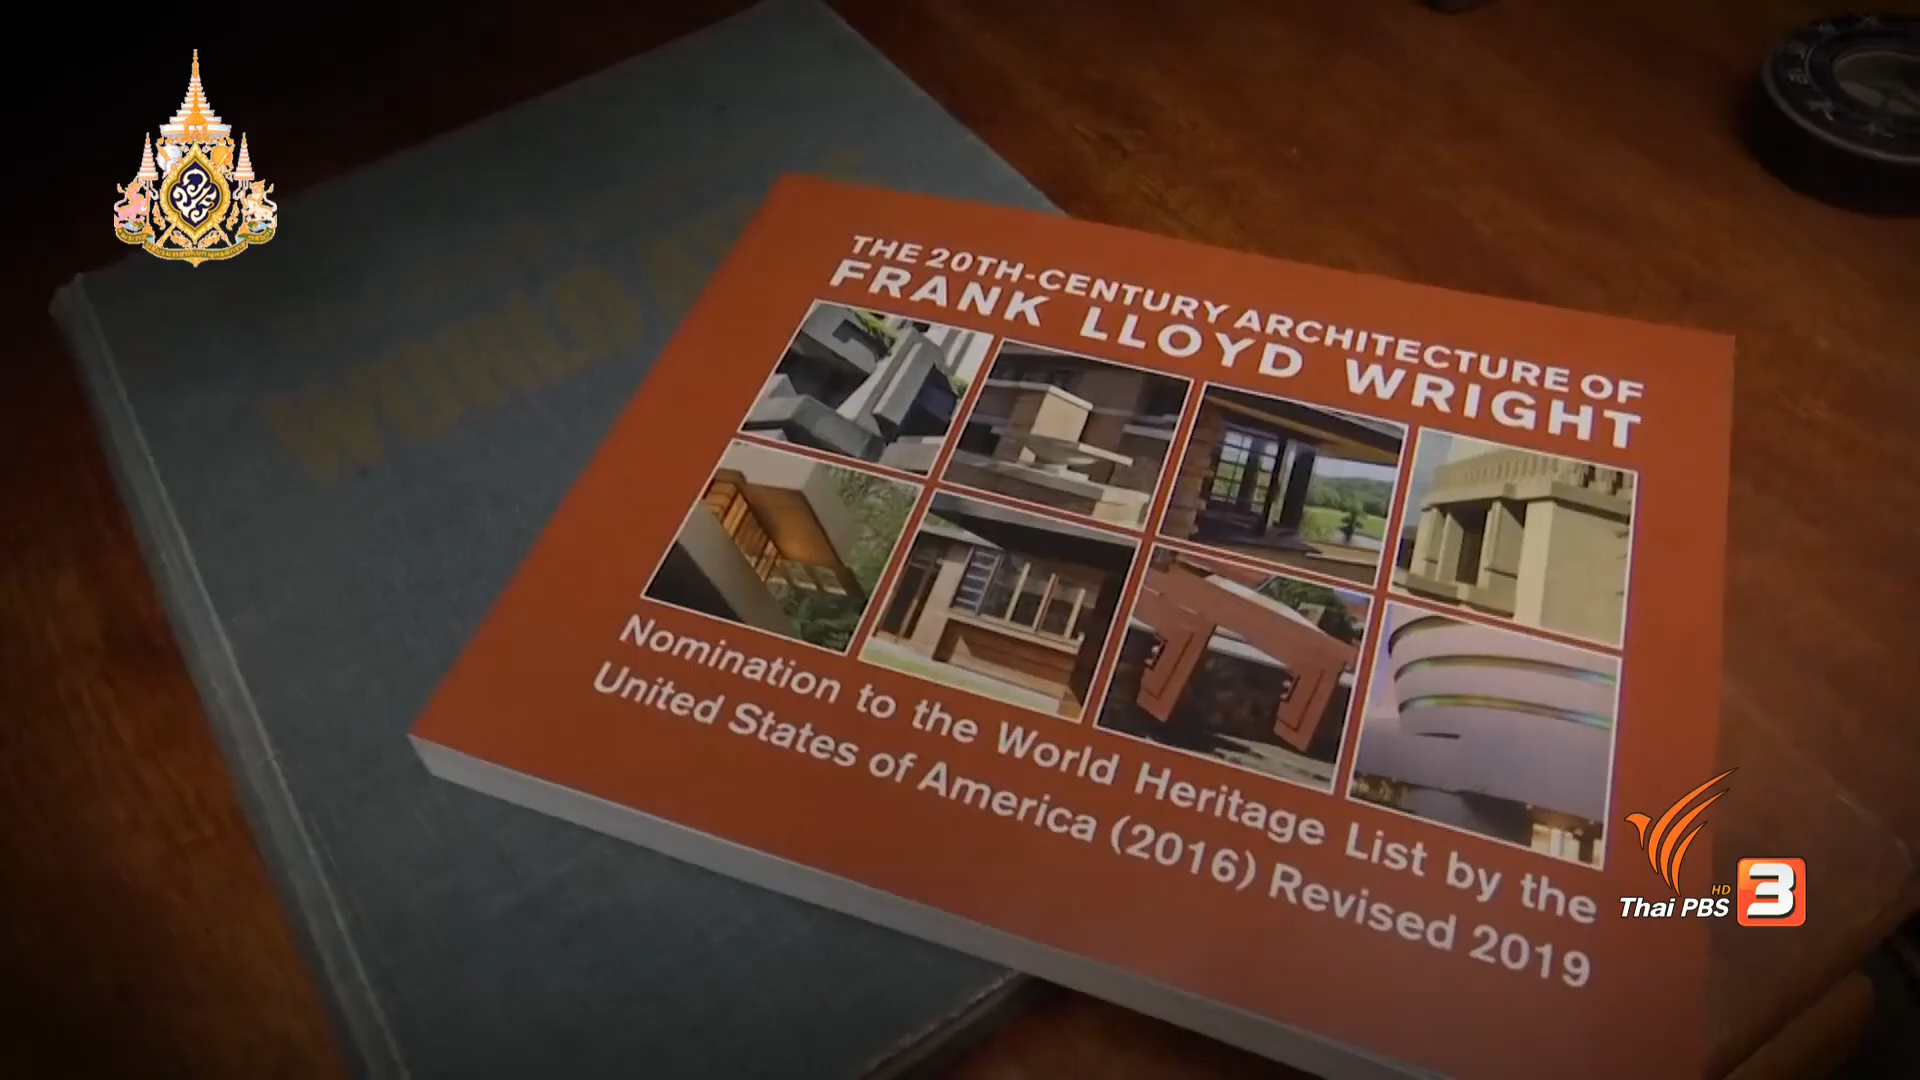 WORLD
THE 20TH-CENTURY ARCHITECTURE OF
FRANK LLOYD WRIGHT
Nomination to the World Heritage List by the
United States of America (2016) Revised 2019
Thai PBS
HD
3